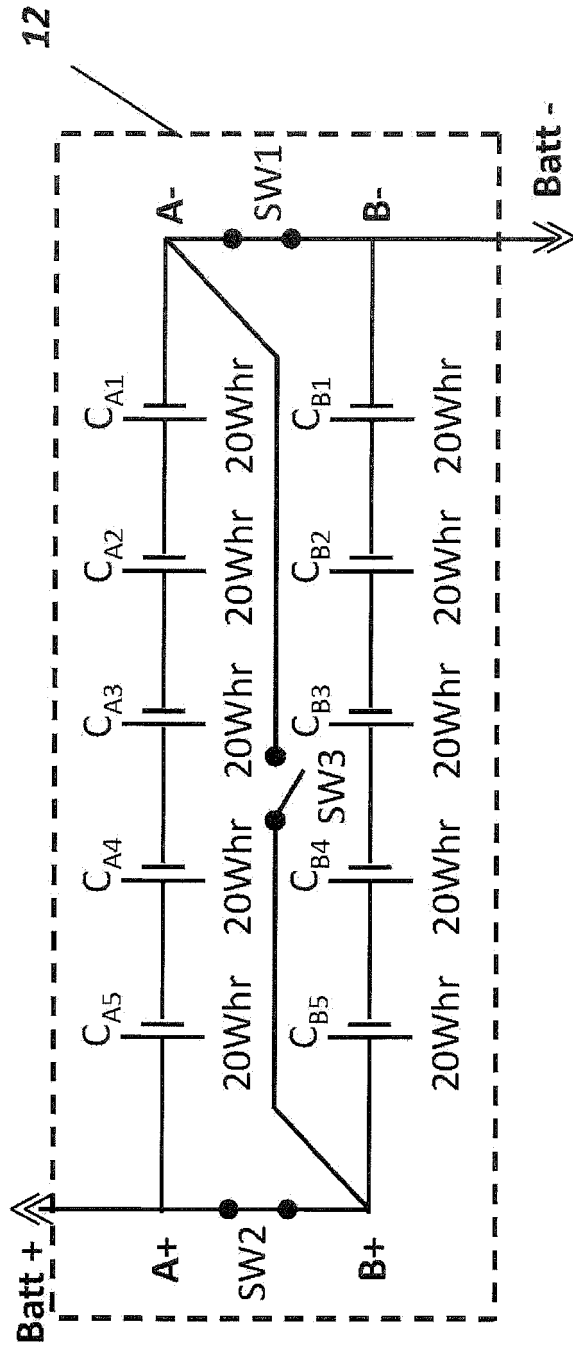 12
Batt +
A+
SW2
B+
C_A5
C_A4
C_A3
C_A2
C_A1
A-
20Whr
20Whr
20Whr
20Whr
20Whr
SW1
SW3
C_B5
C_B4
C_B3
C_B2
C_B1
B-
20Whr
20Whr
20Whr
20Whr
20Whr
Batt -